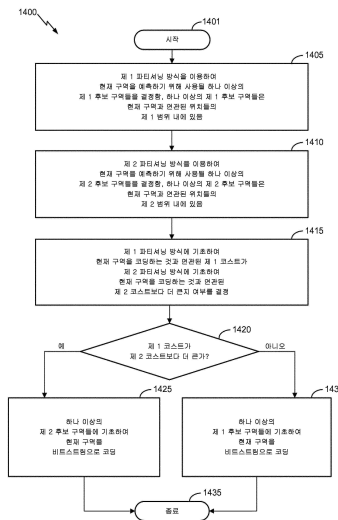 1400
1401
시작
1405
제 1 파티셔닝 방식을 이용하여
현재 구역을 예측하기 위해 사용될 하나 이상의
제 1 후보 구역들을 결정함, 하나 이상의 제 1 후보 구역들은
현재 구역과 연관된 위치들의
제 1 범위 내에 있음
1410
제 2 파티셔닝 방식을 이용하여
현재 구역을 예측하기 위해 사용될 하나 이상의
제 2 후보 구역들을 결정함, 하나 이상의 제 2 후보 구역들은
현재 구역과 연관된 위치들의
제 2 범위 내에 있음
1415
제 1 파티셔닝 방식에 기초하여
현재 구역을 코딩하는 것과 연관된 제 1 코스트가
제 2 파티셔닝 방식에 기초하여
현재 구역을 코딩하는 것과 연관된
제 2 코스트보다 더 큰지 여부를 결정
1420
예
제 1 코스트가
제 2 코스트보다 더 큰가?
아니오
1425
하나 이상의
제 2 후보 구역들에 기초하여
현재 구역을
비트스트림으로 코딩
하나 이상의
제 1 후보 구역들에 기초하여
현재 구역을
비트스트림으로 코딩
1435
종료